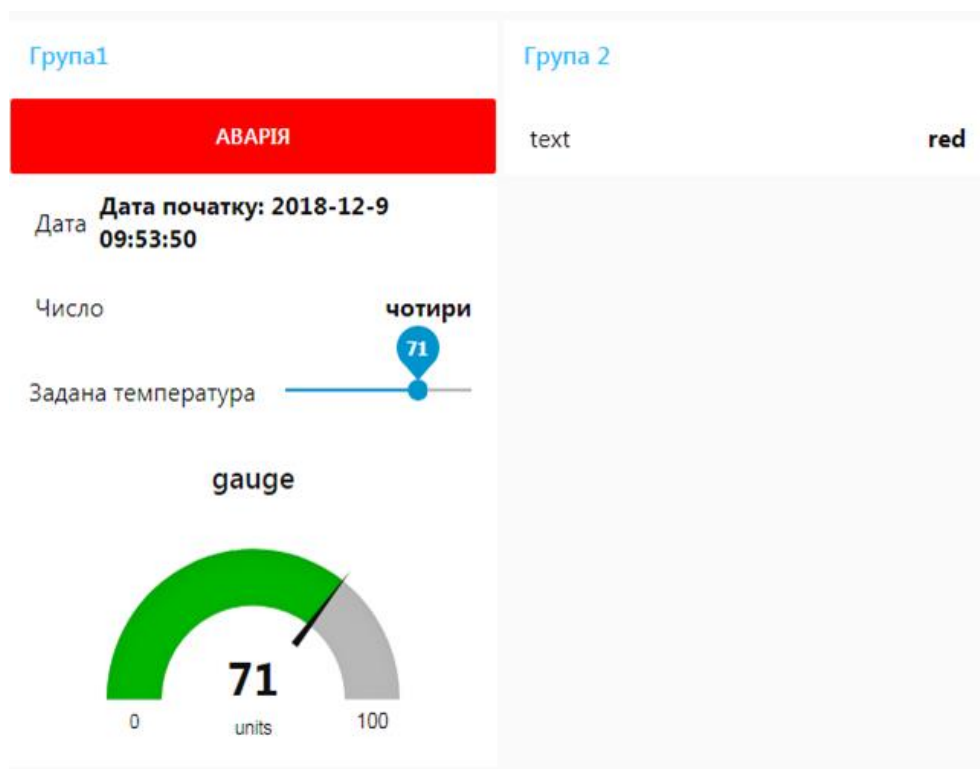 Група1
АВАРІЯ
Дата
Дата початку: 2018-12-9
09:53:50
Число
чотири
71
Задана температура
gauge
71
0
units
100
Група 2
text
red